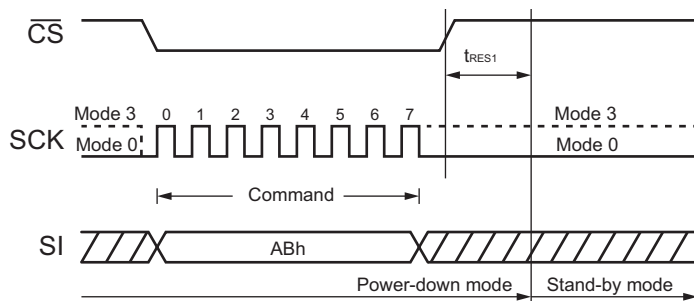 CS
tRES1
Mode 3 0 1 2 3 4 5 6 7 Mode 3
SCK
Mode 0 Mode 0
Command
SI ABh
Power-down mode Stand-by mode